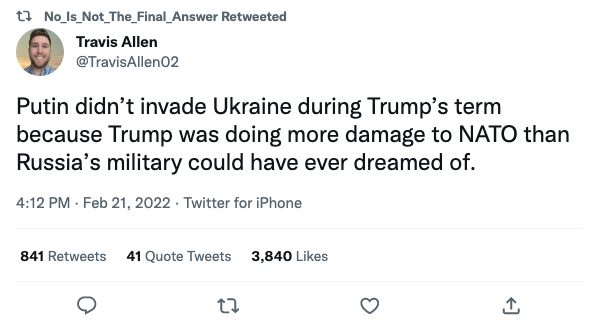 No_Is_Not_The_Final_Answer Retweeted
Travis Allen
@TravisAllen02
Putin didn’t invade Ukraine during Trump’s term
because Trump was doing more damage to NATO than
Russia’s military could have ever dreamed of.
4:12 PM · Feb 21, 2022 · Twitter for iPhone
841 Retweets 41 Quote Tweets 3,840 Likes